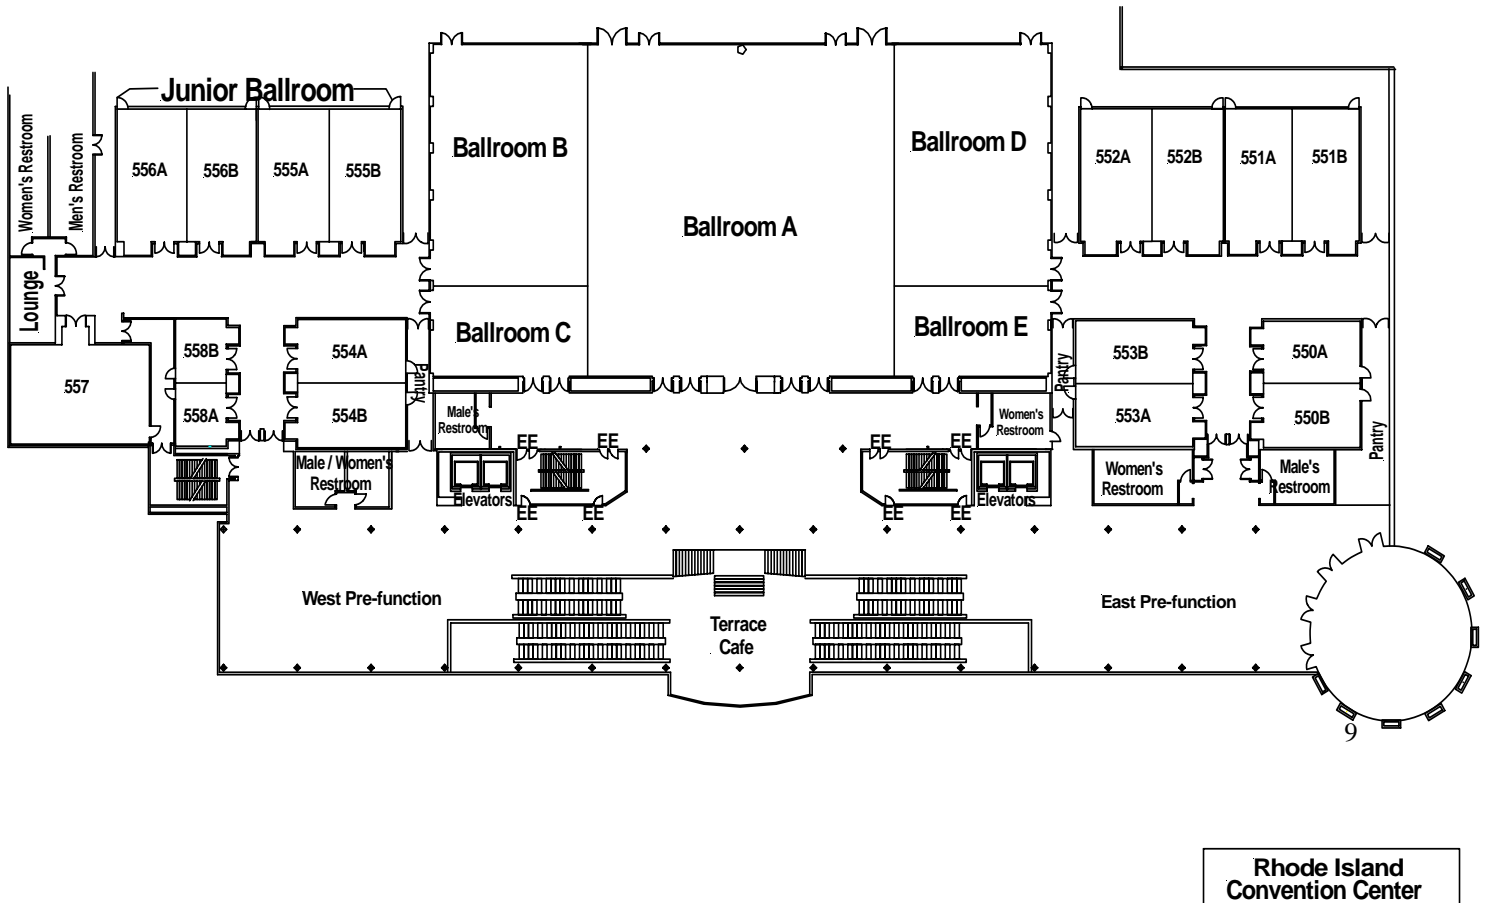 Junior Ballroom
Women's Restroom
Men's Restroom
556A
556B
555A
555B
Ballroom B
Ballroom D
Ballroom A
552A
552B
551A
551B
Lounge
Ballroom C
Ballroom E
557
558B
554A
Pantry
Pantry
553B
550A
558A
554B
553A
550B
Male's
Restroom
Women's
Restroom
Pantry
EE
EE
EE
EE
Male / Women's
Restroom
Elevators
Elevators
Women's
Restroom
Male's
Restroom
EE
EE
EE
EE
West Pre-function
East Pre-function
Terrace
Cafe
9
Rhode Island
Convention Center